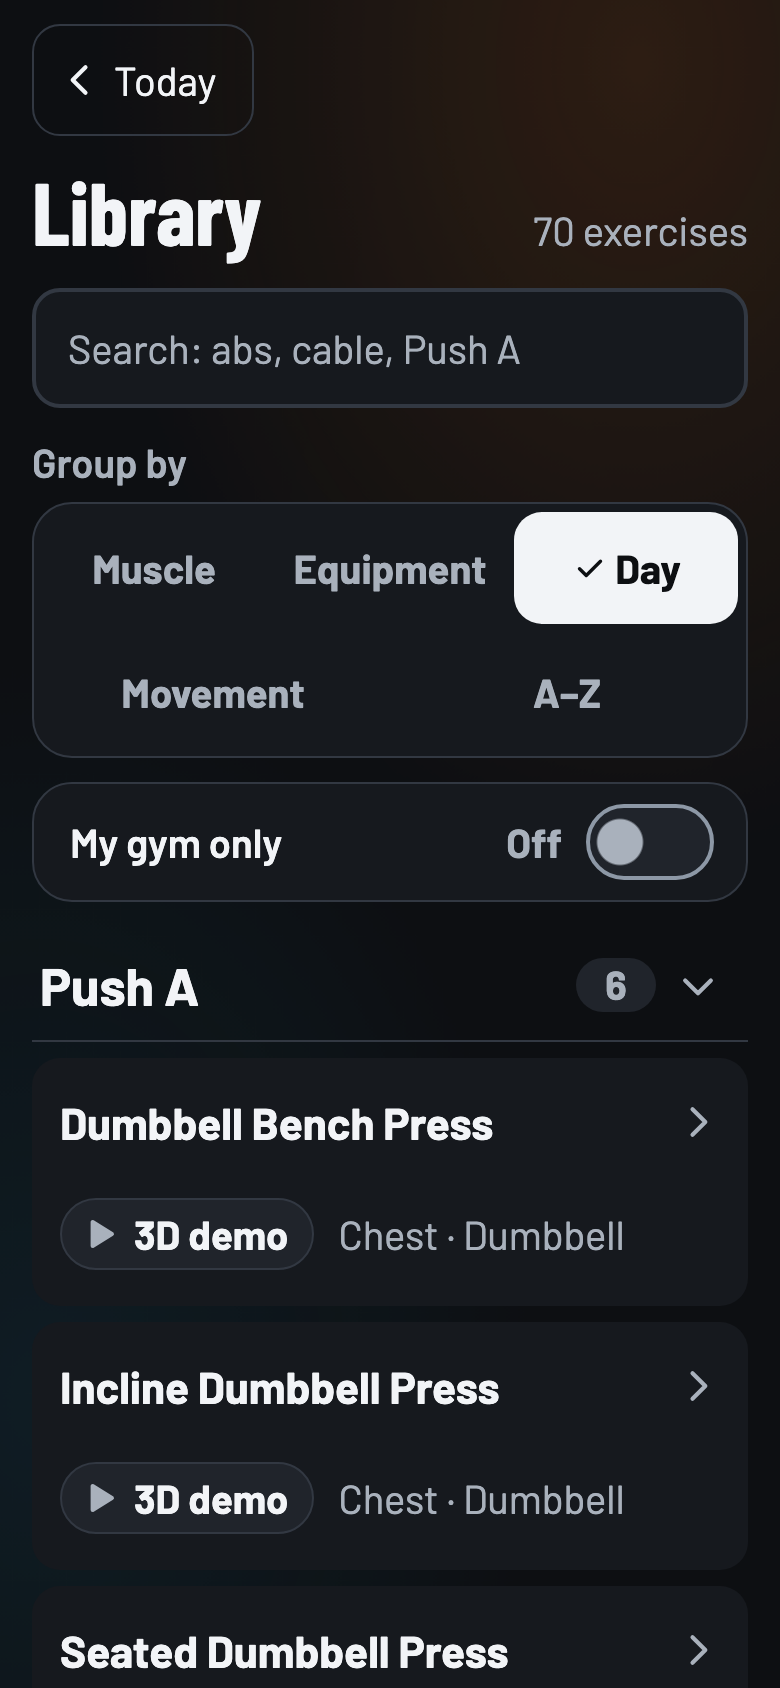 Today
Library
70 exercises
Search: abs, cable, Push A
Group by
Muscle Equipment Day
Movement A–Z
My gym only Off
Push A 6
Dumbbell Bench Press
3D demo Chest · Dumbbell
Incline Dumbbell Press
3D demo Chest · Dumbbell
Seated Dumbbell Press